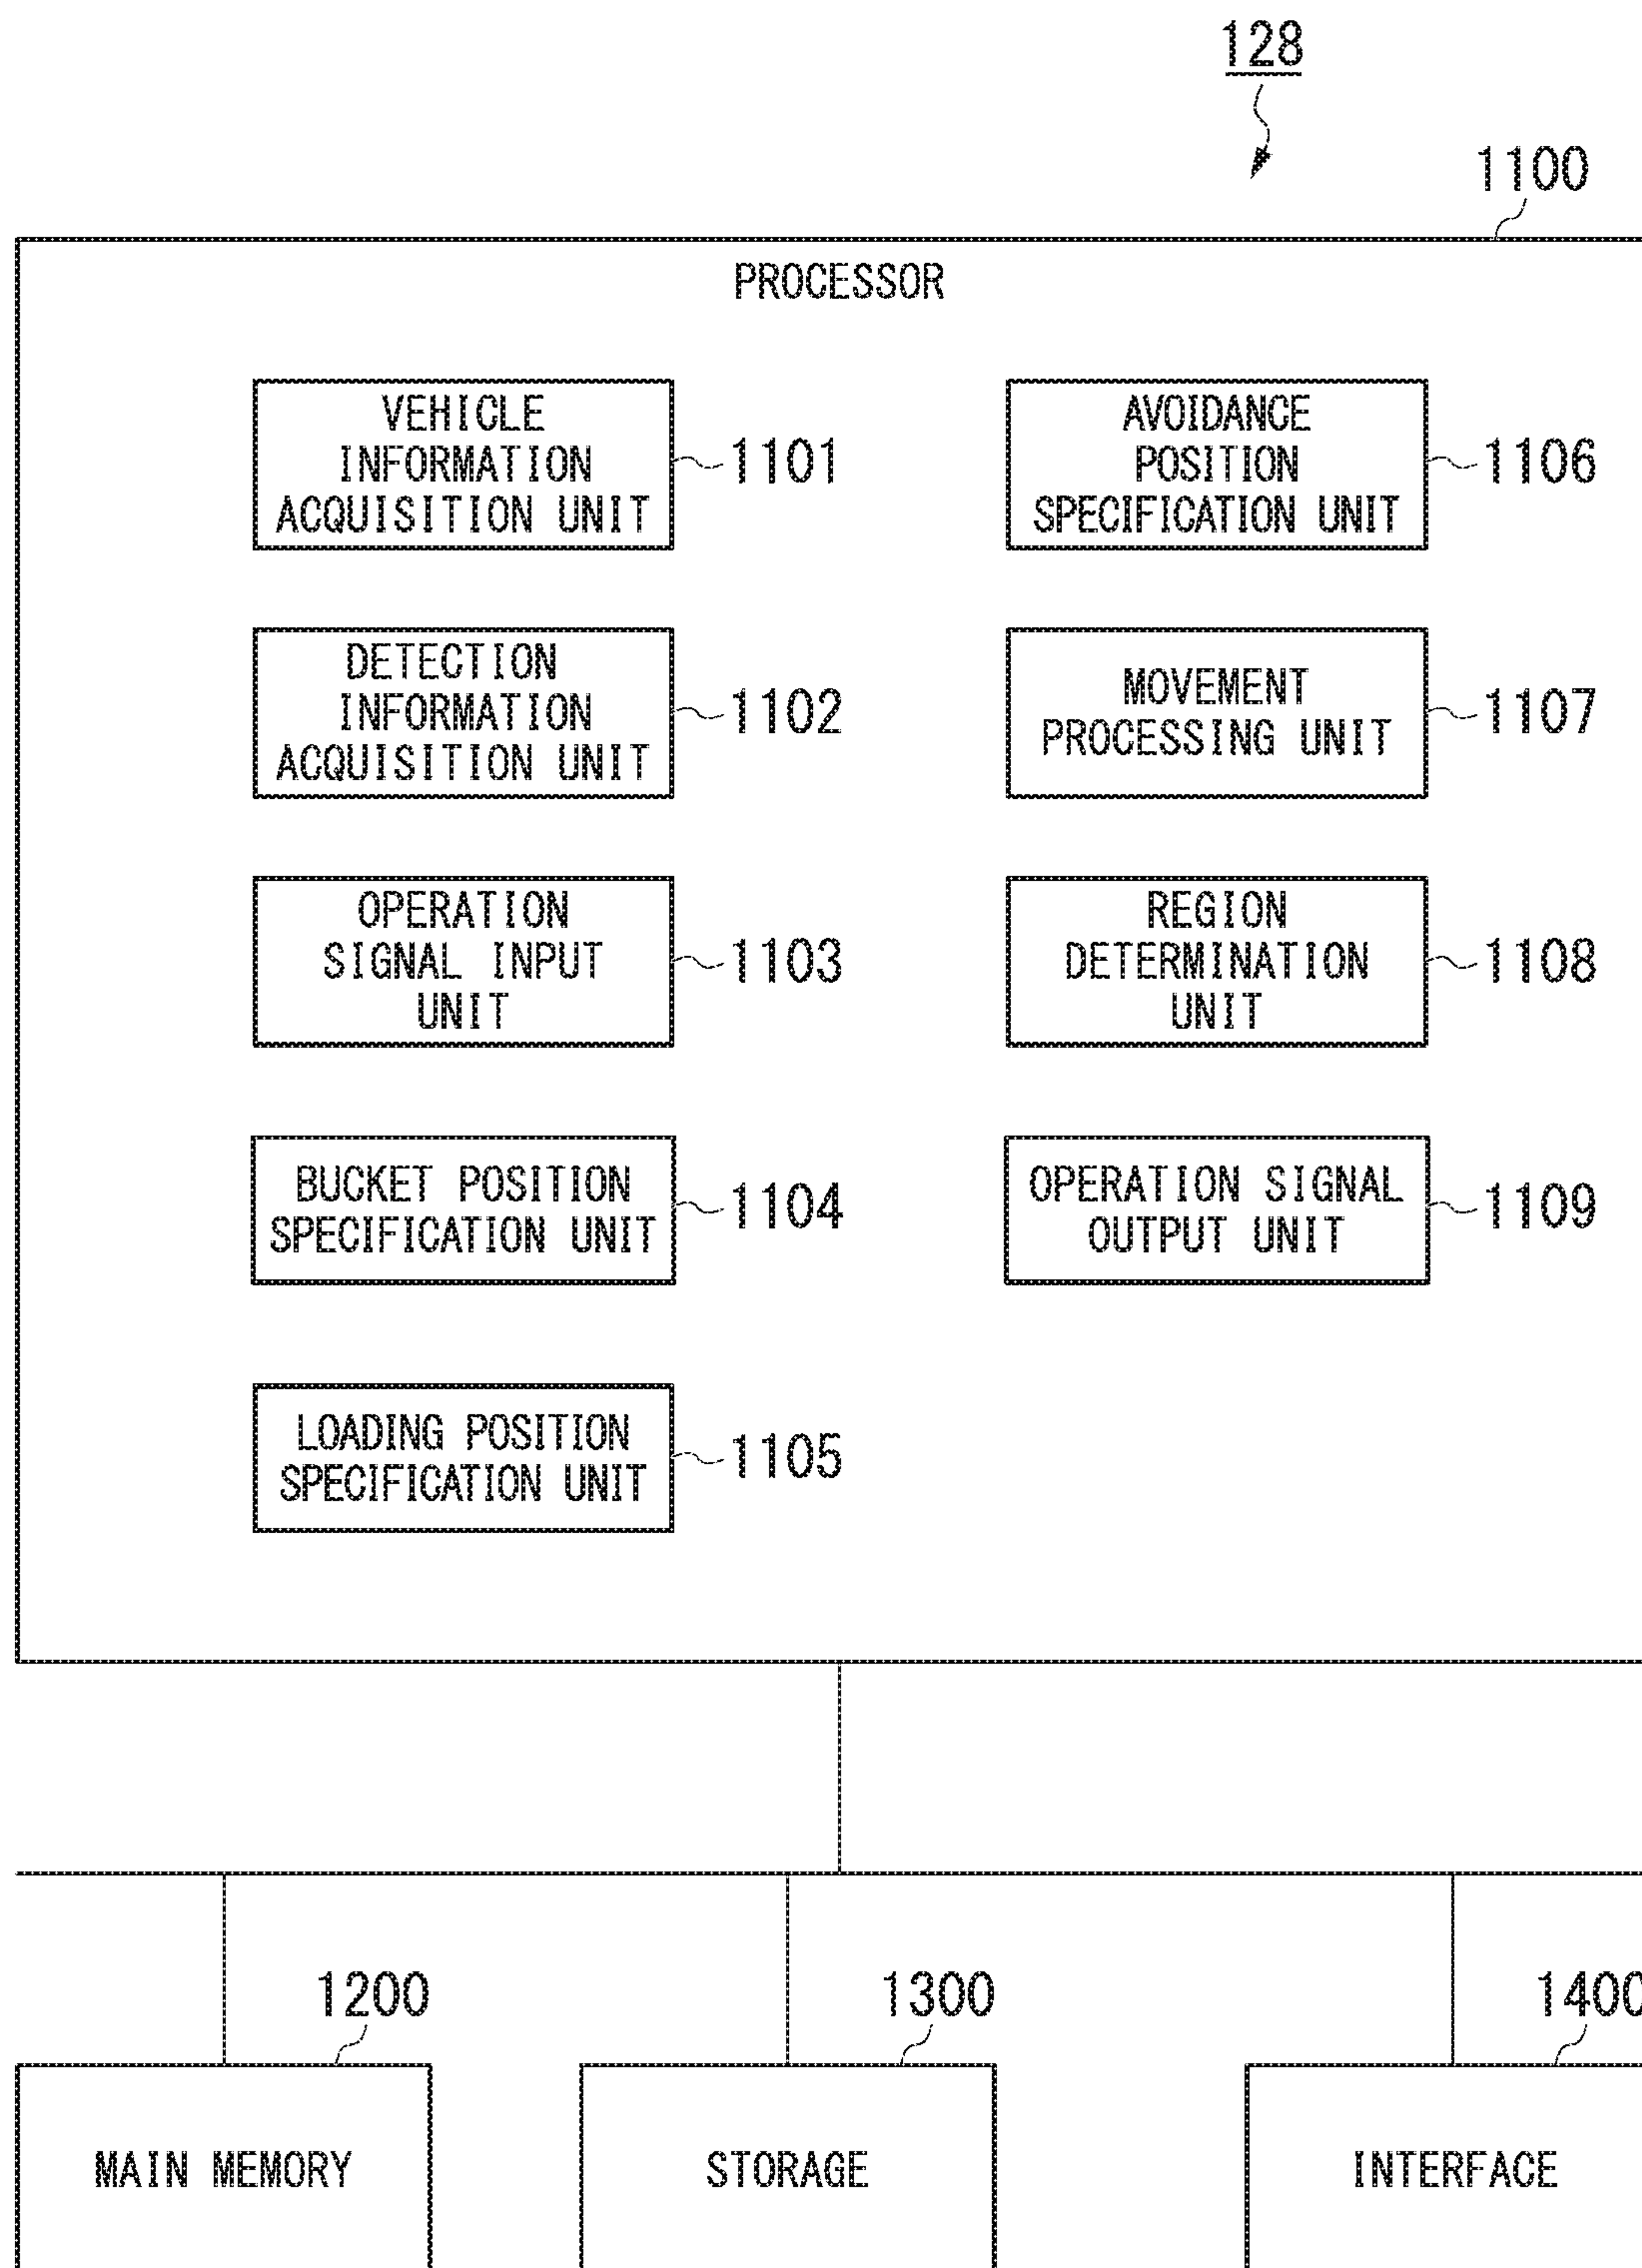 128
1100
PROCESSOR
VEHICLE
INFORMATION
ACQUISITION UNIT
1101
DETECTION
INFORMATION
ACQUISITION UNIT
1102
OPERATION
SIGNAL INPUT
UNIT
1103
BUCKET POSITION
SPECIFICATION UNIT
1104
LOADING POSITION
SPECIFICATION UNIT
1105
AVOIDANCE
POSITION
SPECIFICATION UNIT
1106
MOVEMENT
PROCESSING UNIT
1107
REGION
DETERMINATION
UNIT
1108
OPERATION SIGNAL
OUTPUT UNIT
1109
1200
MAIN MEMORY
1300
STORAGE
1400
INTERFACE